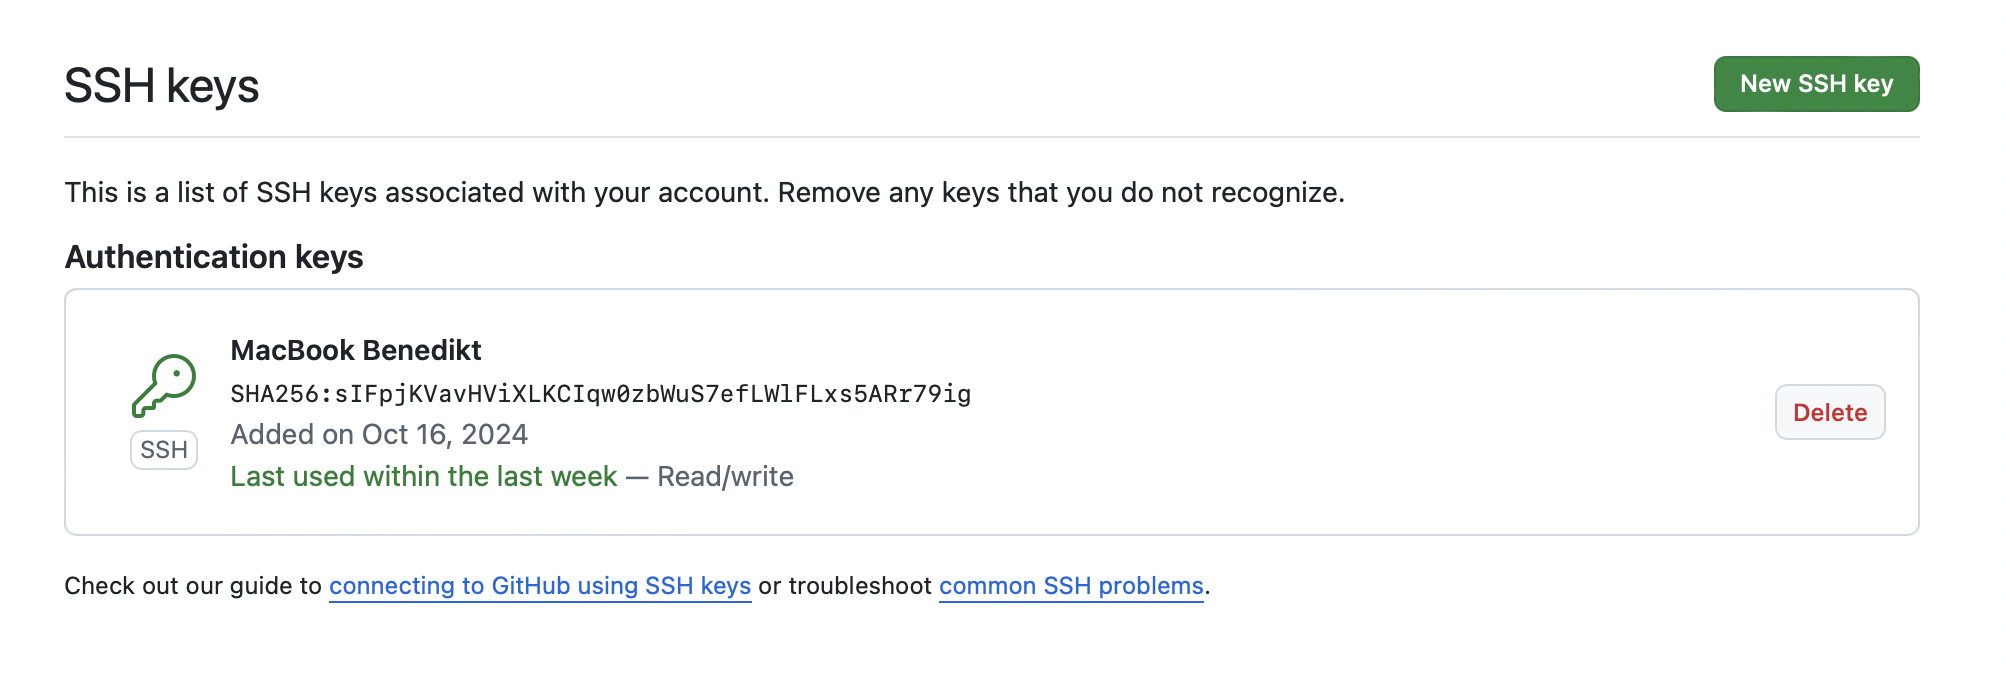 SSH keys
New SSH key
This is a list of SSH keys associated with your account. Remove any keys that you do not recognize.
Authentication keys
MacBook Benedikt
SHA256:sIFpjKVavHViXLKCIqw0zbWuS7efLWlFLxs5ARr79ig
Added on Oct 16, 2024
Last used within the last week — Read/write
SSH
Delete
Check out our guide to connecting to GitHub using SSH keys or troubleshoot common SSH problems.